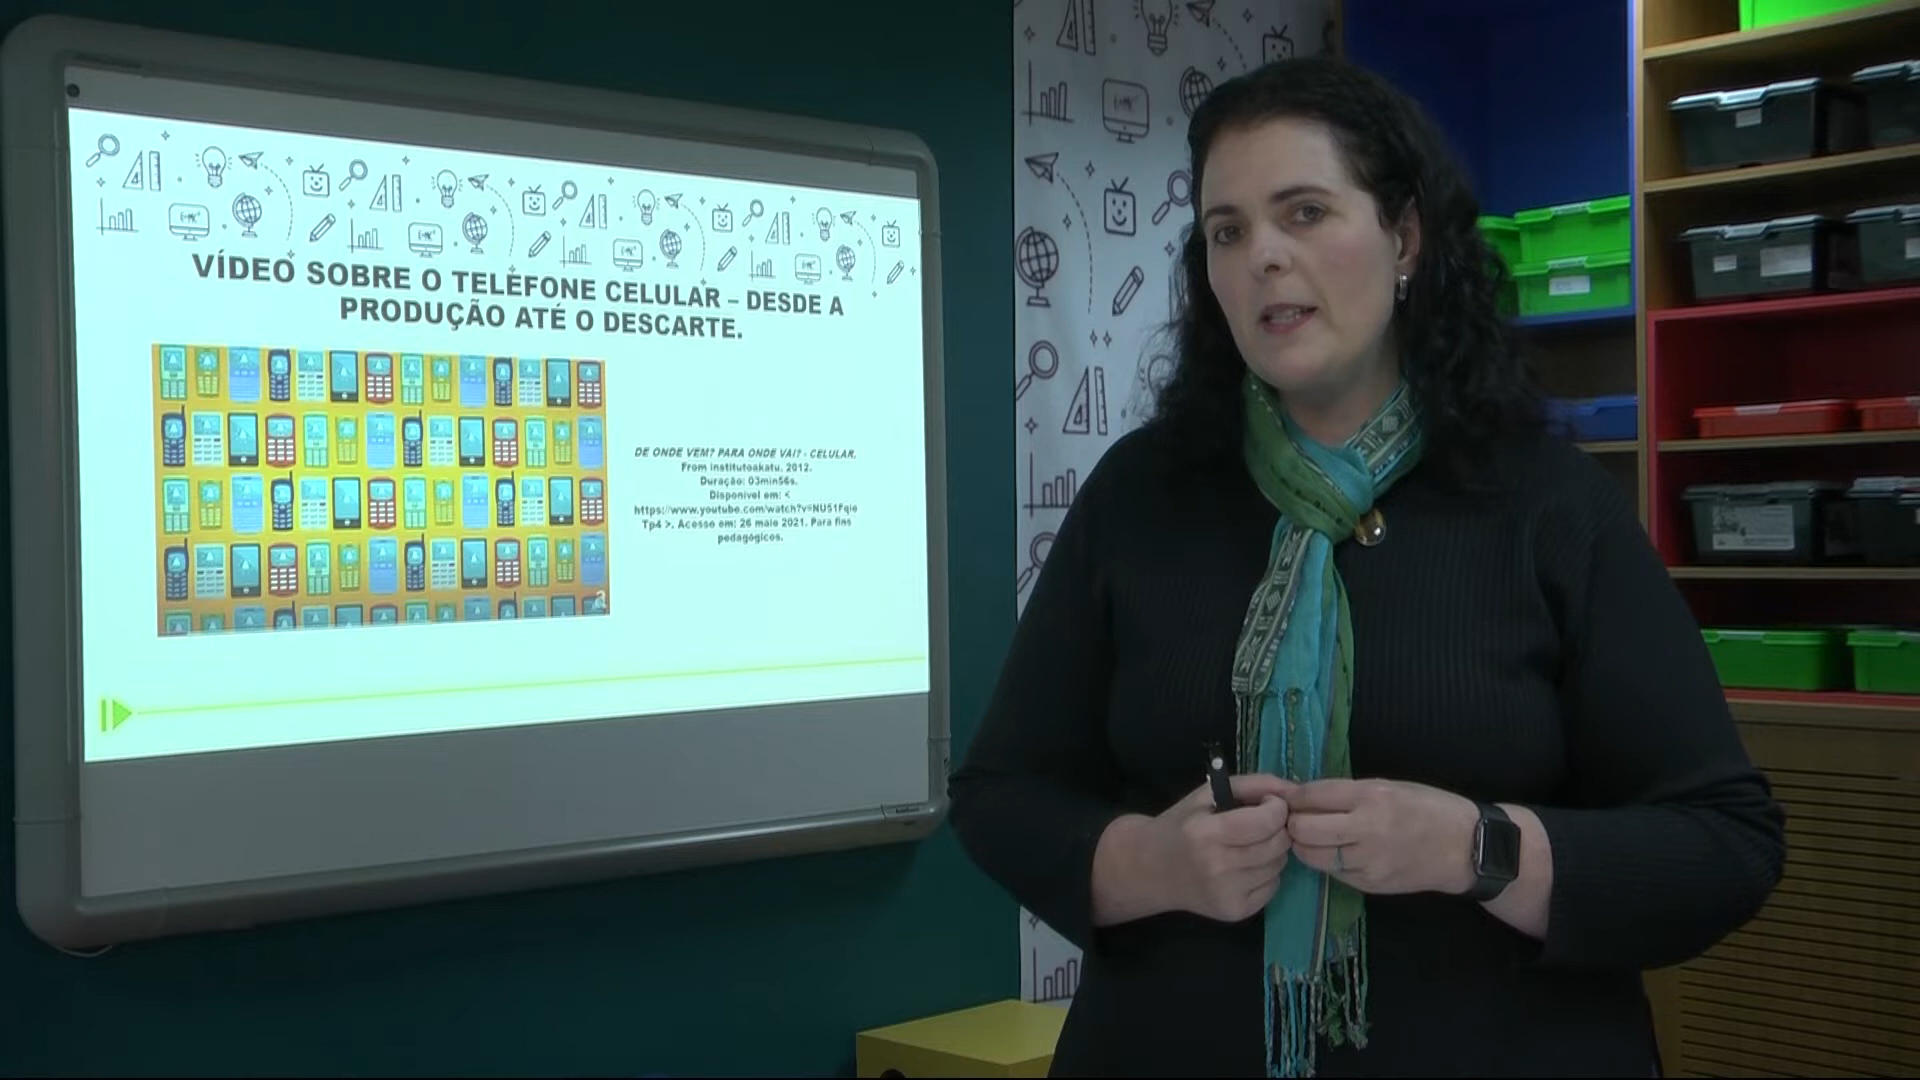 VÍDEO SOBRE O TELEFONE CELULAR – DESDE A
PRODUÇÃO ATÉ O DESCARTE.
DE ONDE VEM? PARA ONDE VAI? - CELULAR.
From institutoakatu. 2012.
Duração: 03min56s.
Disponível em: <
https://www.youtube.com/watch?v=NU51Fqie
Tp4 >. Acesso em: 26 maio 2021. Para fins
pedagógicos.